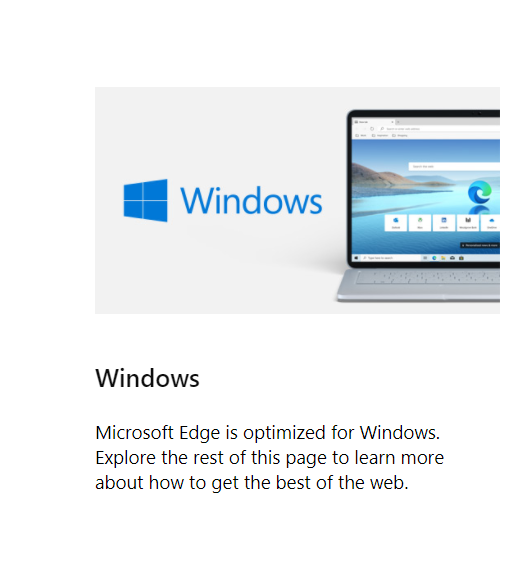 Windows
Windows
Microsoft Edge is optimized for Windows.
Explore the rest of this page to learn more
about how to get the best of the web.